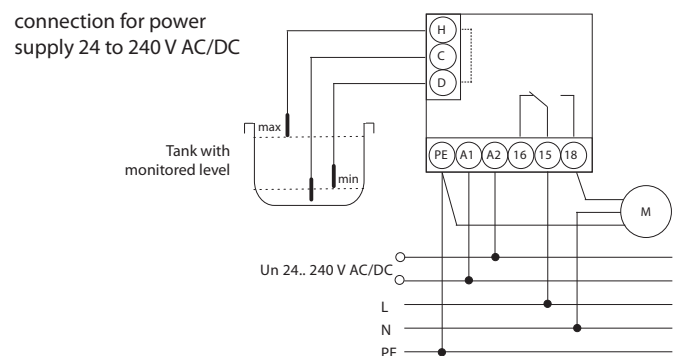 connection for power
supply 24 to 240 V AC/DC
H
C
D
max
Tank with
monitored level
min
PE A1 A2 16 15 18
M
Un 24.. 240 V AC/DC
L
N
PE